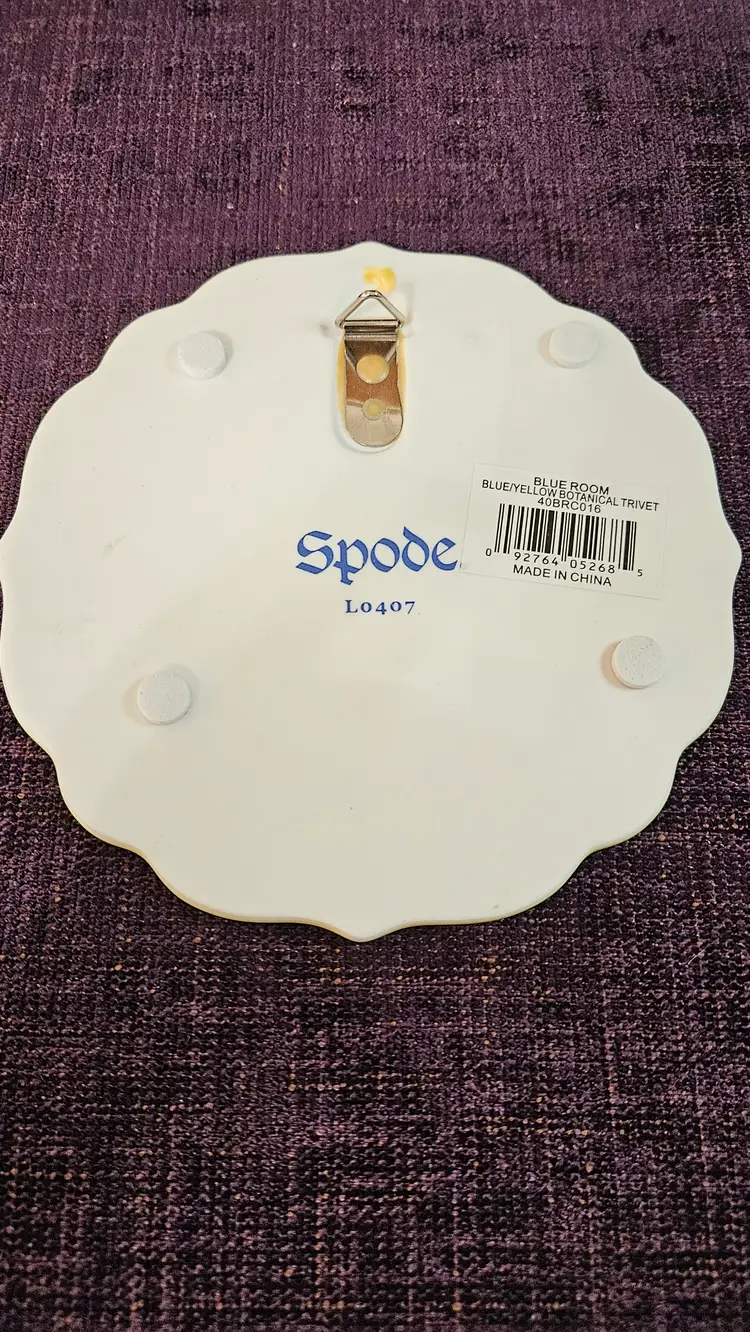 BLUE ROOM
BLUE/YELLOW BOTANICAL TRIVET
40BRC016
0 92764 05268 5
MADE IN CHINA
Spode
L0407